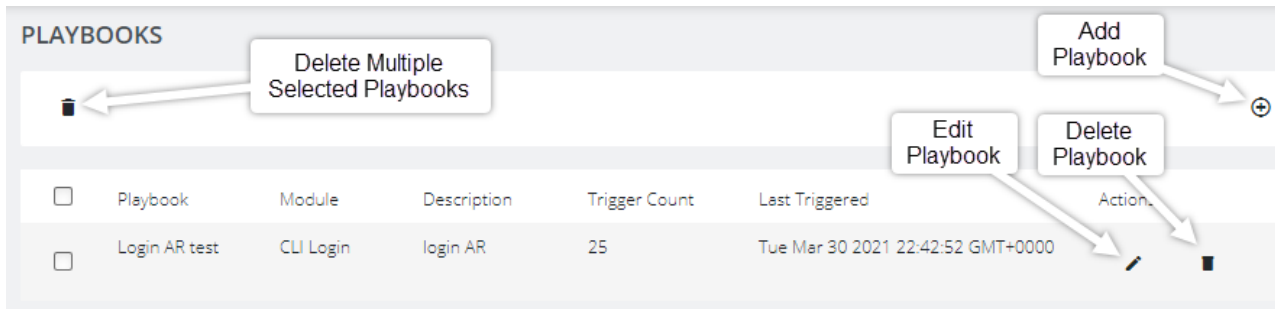 PLAYBOOKS
Delete Multiple
Selected Playbooks
Add
Playbook
Edit
Playbook
Delete
Playbook
Playbook Module Description Trigger Count Last Triggered Actions
Login AR test CLI Login login AR 25 Tue Mar 30 2021 22:42:52 GMT+0000